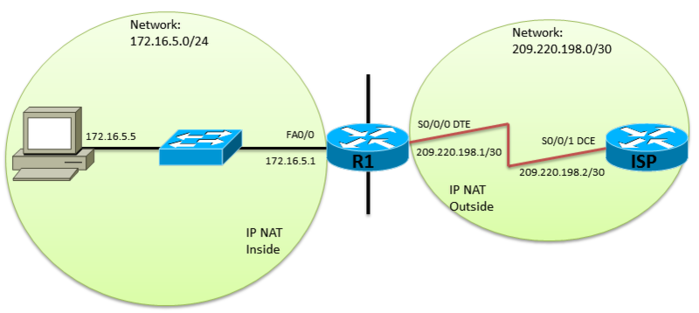 Network:
172.16.5.0/24
Network:
209.220.198.0/30
172.16.5.5
FA0/0
172.16.5.1
R1
S0/0/0 DTE
209.220.198.1/30
S0/0/1 DCE
209.220.198.2/30
ISP
IP NAT
Inside
IP NAT
Outside